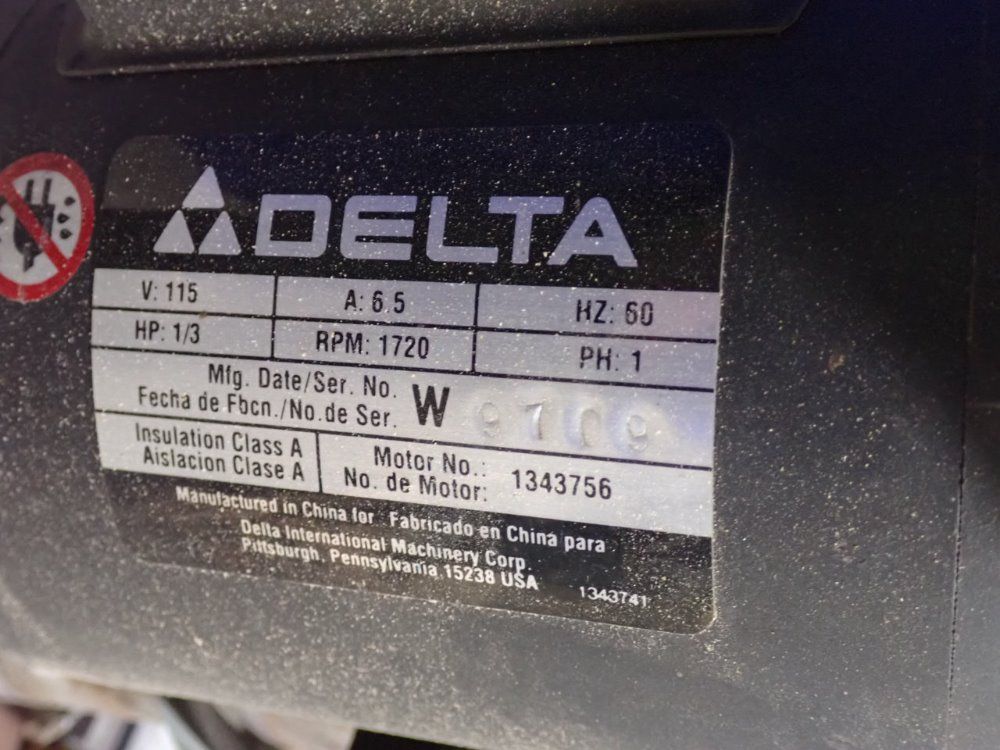 DELTA
V: 115 A: 6.5 HZ: 60
HP: 1/3 RPM: 1720 PH: 1
Mfg. Date/Ser. No.
Fecha de Fbcn./No.de Ser. W 9709
Insulation Class A
Aislacion Clase A
Motor No.:
No. de Motor: 1343756
Manufactured in China for Fabricado en China para
Delta International Machinery Corp.
Pittsburgh, Pennsylvania 15238 USA
1343741